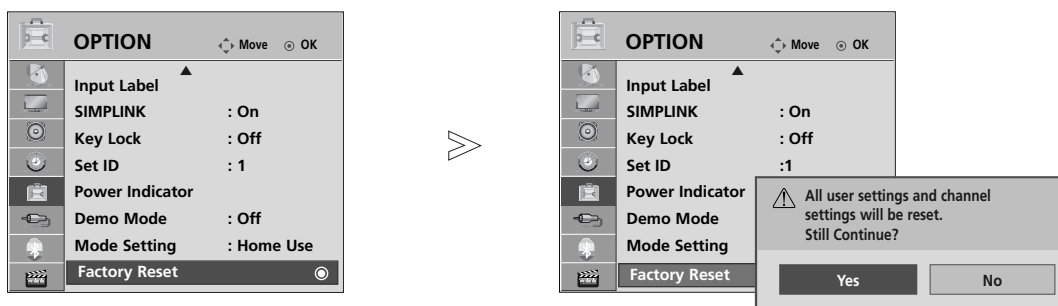 OPTION
Move OK
Input Label
SIMPLINK : On
Key Lock : Off
Set ID : 1
Power Indicator
Demo Mode : Off
Mode Setting : Home Use
Factory Reset
OPTION
Move OK
Input Label
SIMPLINK : On
Key Lock : Off
Set ID :1
Power Indicator
Demo Mode
Mode Setting
Factory Reset
All user settings and channel
settings will be reset.
Still Continue?
Yes No